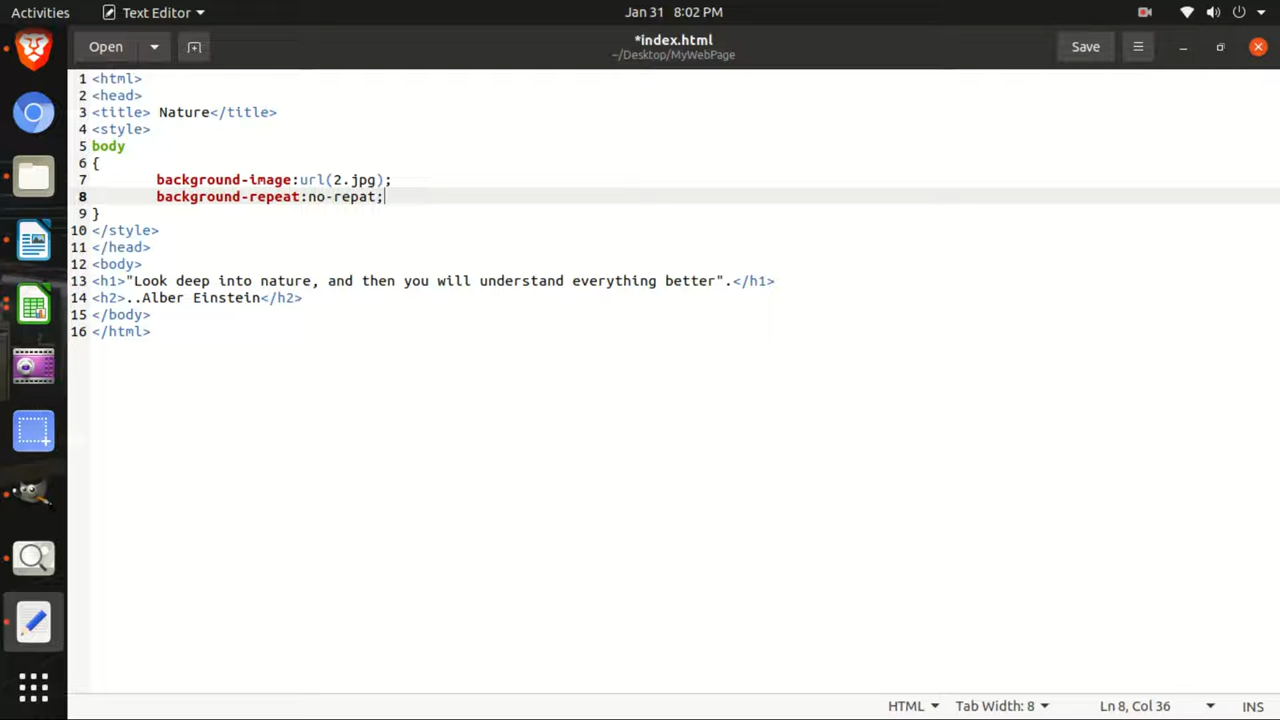 Activities Text Editor Jan 31 8:02 PM
Open *index.html Save
~/Desktop/MyWebPage
1 <html>
2 <head>
3 <title> Nature</title>
4 <style>
5 body
6 {
7 background-image:url(2.jpg);
8 background-repeat:no-repat;
9 }
10 </style>
11 </head>
12 <body>
13 <h1>"Look deep into nature, and then you will understand everything better".</h1>
14 <h2>..Alber Einstein</h2>
15 </body>
16 </html>
HTML Tab Width: 8 Ln 8, Col 36 INS